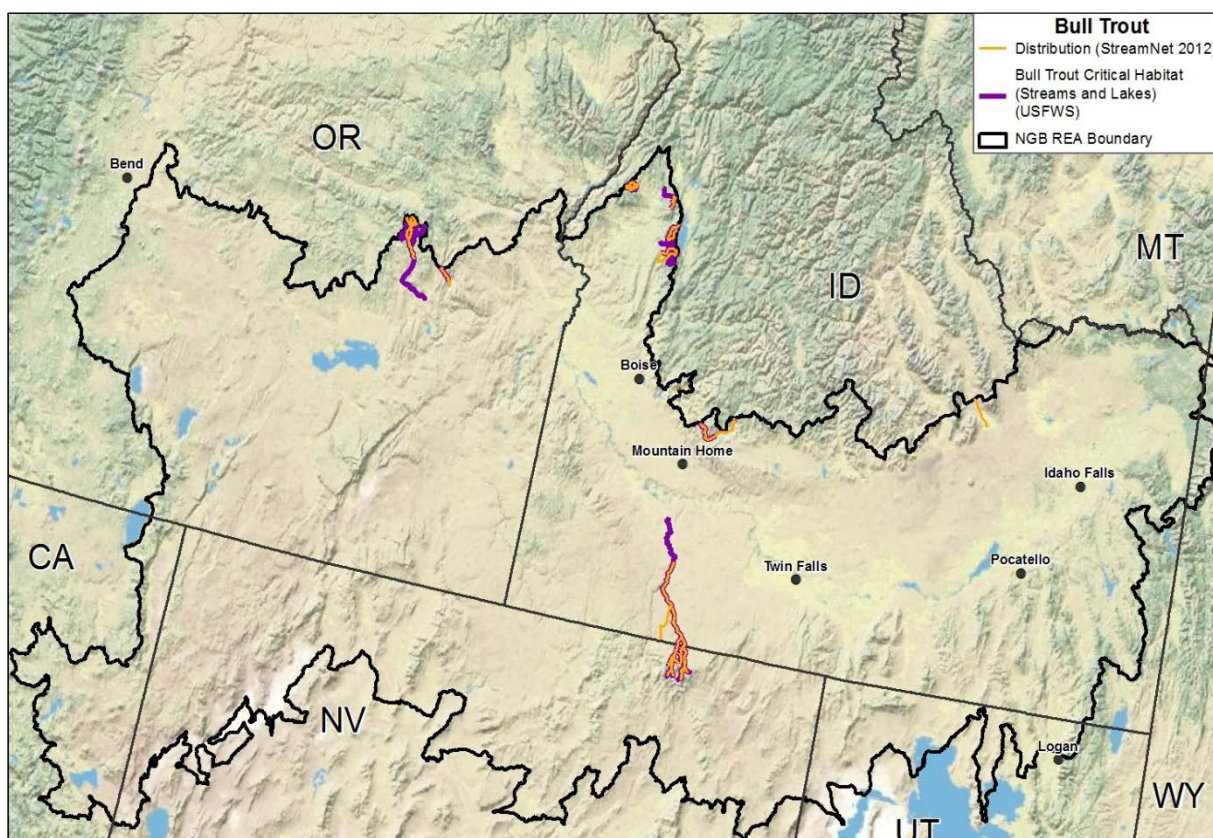 Bull Trout
Distribution (StreamNet 2012)
Bull Trout Critical Habitat
(Streams and Lakes)
(USFWS)
NGB REA Boundary
OR
Bend
MT
ID
Boise
Mountain Home
Idaho Falls
CA
Twin Falls
Pocatello
NV
Logan
WY
UT